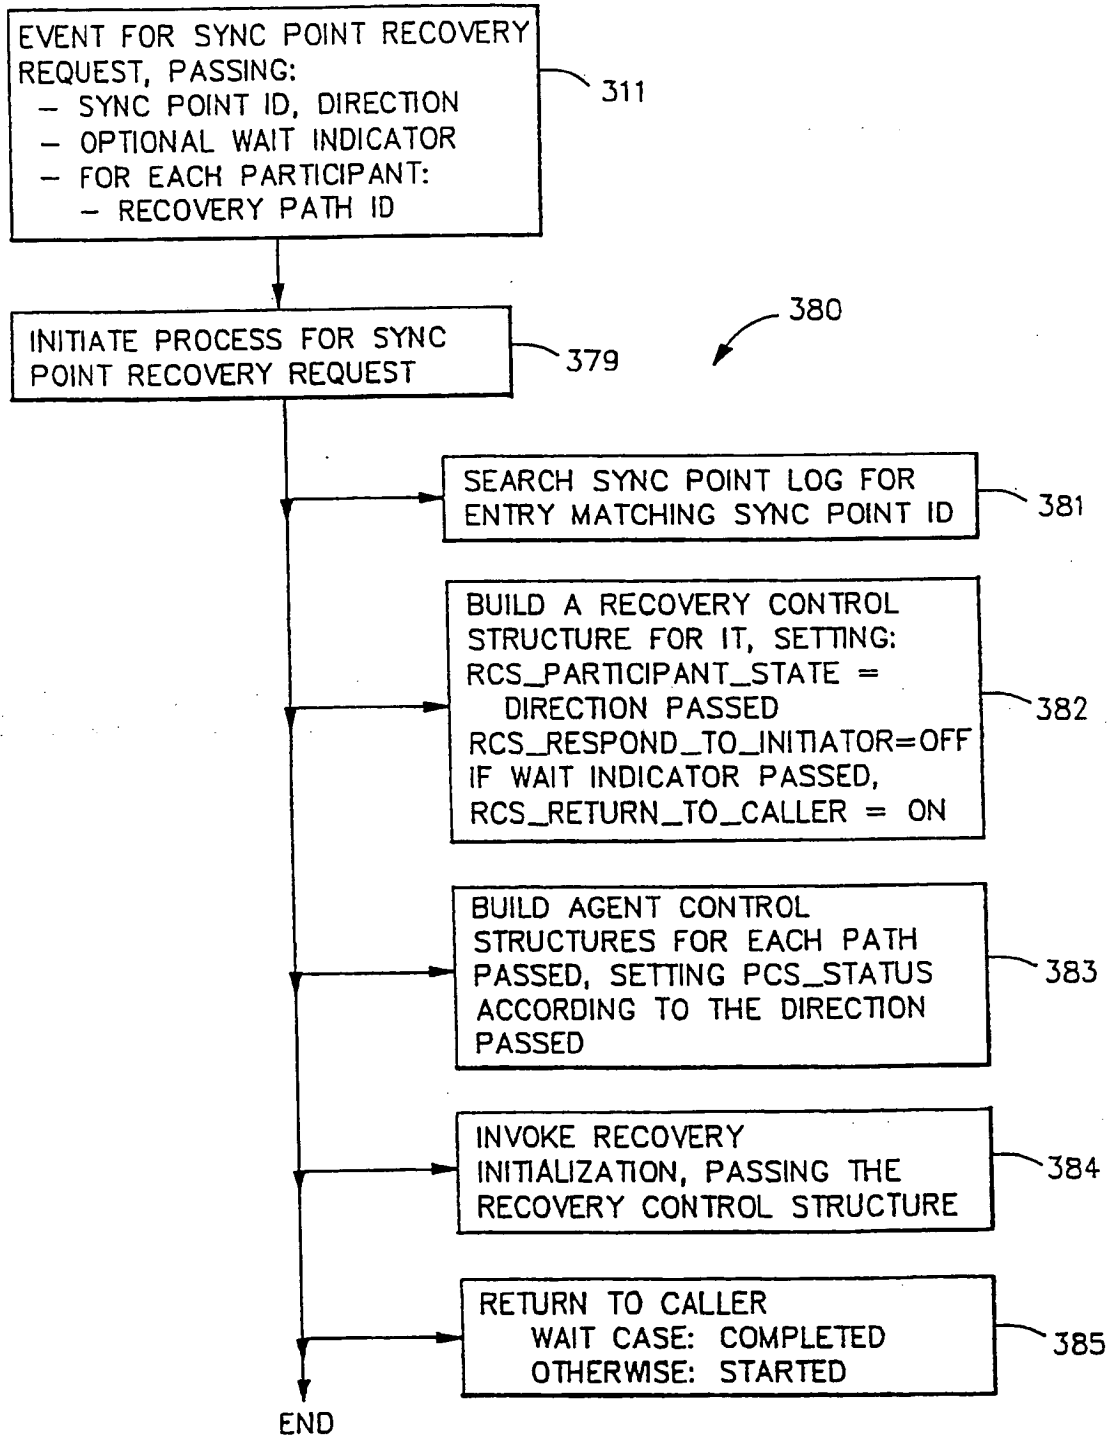 EVENT FOR SYNC POINT RECOVERY
REQUEST, PASSING:
– SYNC POINT ID, DIRECTION
– OPTIONAL WAIT INDICATOR
– FOR EACH PARTICIPANT:
– RECOVERY PATH ID
311
INITIATE PROCESS FOR SYNC
POINT RECOVERY REQUEST
379
380
SEARCH SYNC POINT LOG FOR
ENTRY MATCHING SYNC POINT ID
381
BUILD A RECOVERY CONTROL
STRUCTURE FOR IT, SETTING:
RCS_PARTICIPANT_STATE =
DIRECTION PASSED
RCS_RESPOND_TO_INITIATOR=OFF
IF WAIT INDICATOR PASSED,
RCS_RETURN_TO_CALLER = ON
382
BUILD AGENT CONTROL
STRUCTURES FOR EACH PATH
PASSED, SETTING PCS_STATUS
ACCORDING TO THE DIRECTION
PASSED
383
INVOKE RECOVERY
INITIALIZATION, PASSING THE
RECOVERY CONTROL STRUCTURE
384
RETURN TO CALLER
WAIT CASE: COMPLETED
OTHERWISE: STARTED
385
END